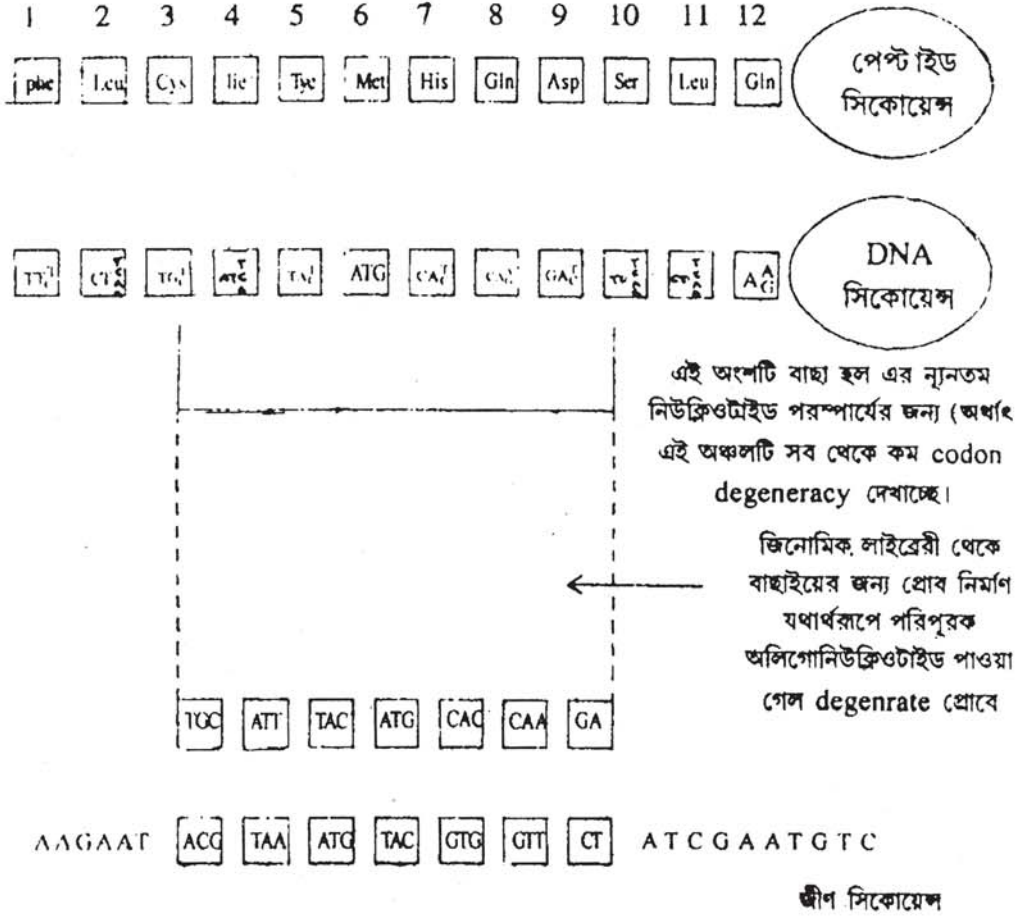 1 2 3 4 5 6 7 8 9 10 11 12
phe Leu Cys Ile Tye Met His Gln Asp Ser Leu Gln
পেপ্টাইড
সিকোয়েন্স
ATG
DNA
সিকোয়েন্স
এই অংশটি বাছা হল এর ন্যূনতম
নিউক্লিওটাইড পরম্পার্যের জন্য (অর্থাৎ
এই অঞ্চলটি সব থেকে কম codon
degeneracy দেখাচ্ছে।
জিনোমিক লাইব্রেরী থেকে
বাছাইয়ের জন্য প্রোব নির্মাণ
যথার্থরূপে পরিপূরক
অলিগোনিউক্লিওটাইড পাওয়া
গেল degenrate প্রোবে
TGC ATT TAC ATG CAC CAA GA
AAGAAT ACG TAA ATG TAC GTG GTT CT ATCGAATGTC
জীণ সিকোয়েন্স